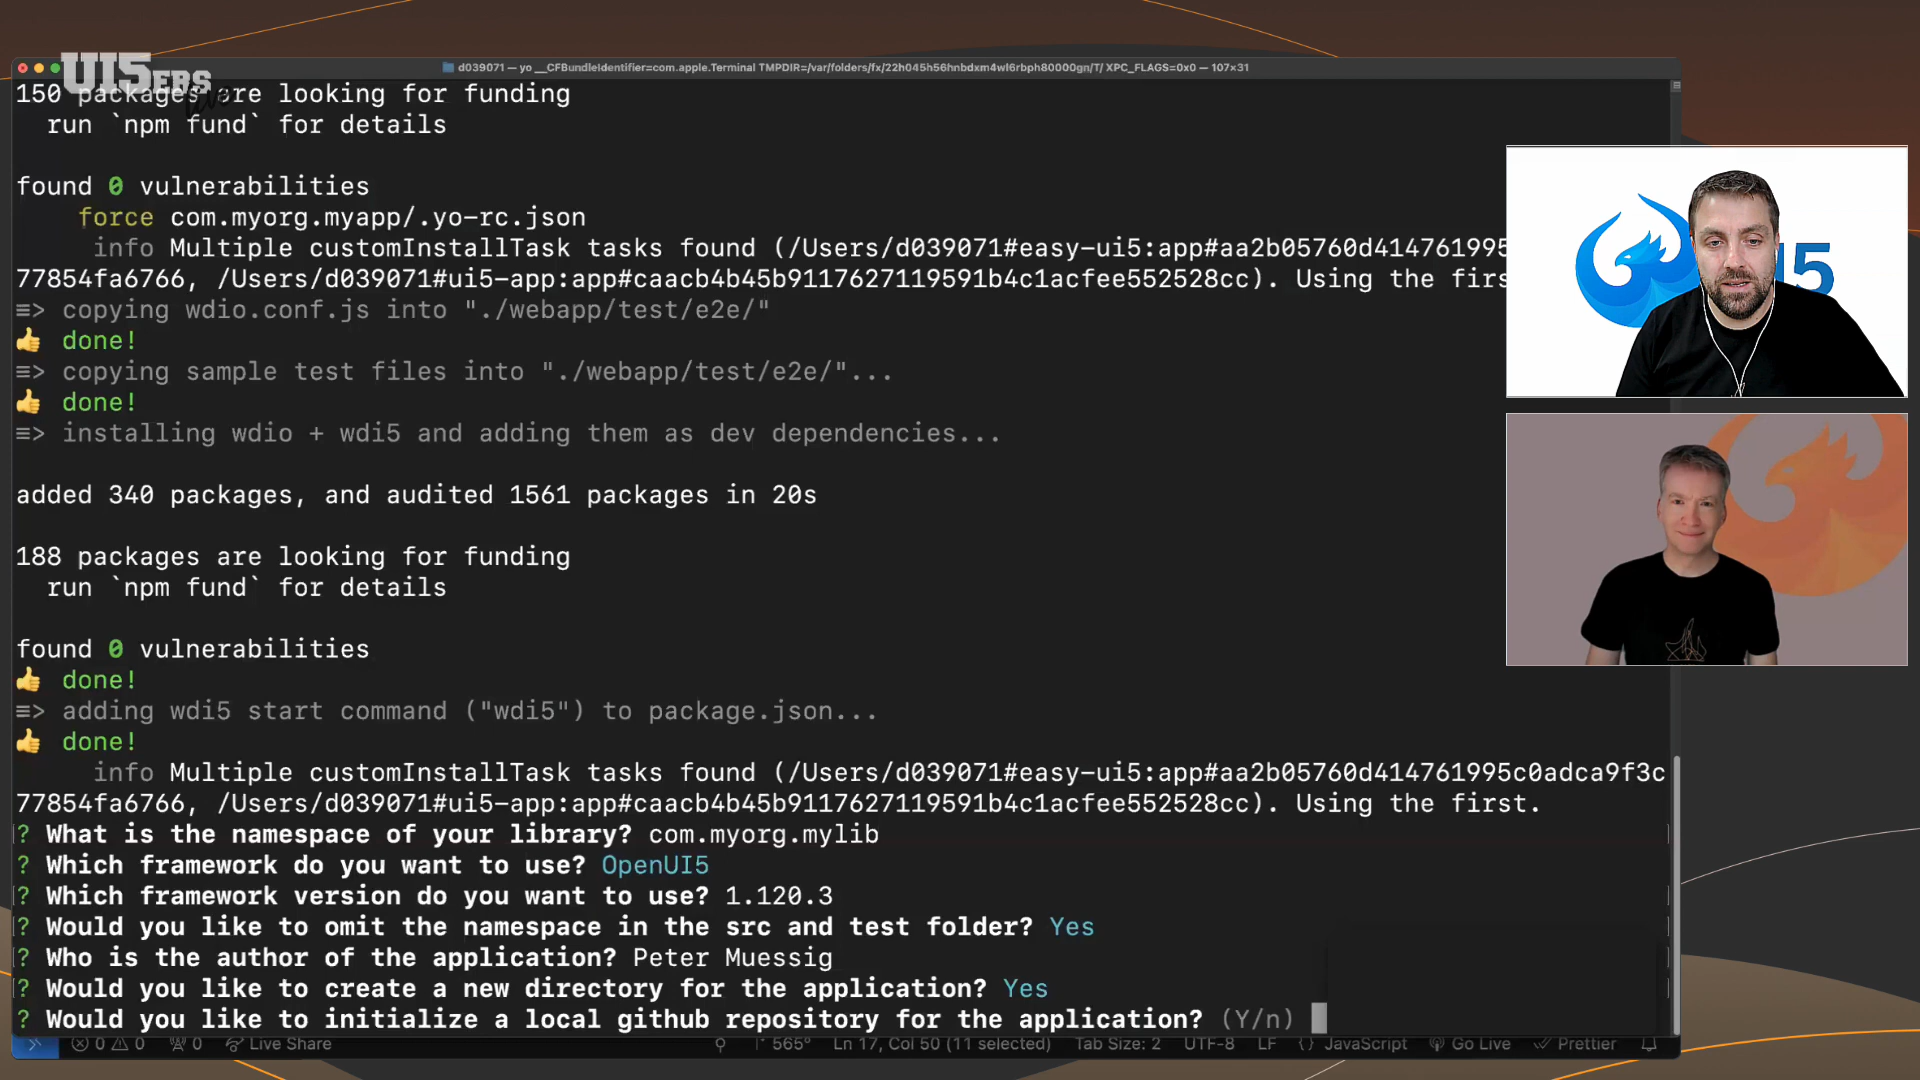 UI5ERS
live
d039071 — yo __CFBundleIdentifier=com.apple.Terminal TMPDIR=/var/folders/fx/22h045h56hnbdxm4wl6rbph80000gn/T/ XPC_FLAGS=0x0 — 107×31
150 packages are looking for funding
run `npm fund` for details
found 0 vulnerabilities
force com.myorg.myapp/.yo-rc.json
info Multiple customInstallTask tasks found (/Users/d039071#easy-ui5:app#aa2b05760d414761995
77854fa6766, /Users/d039071#ui5-app:app#caacb4b45b9117627119591b4c1acfee552528cc). Using the firs
≡> copying wdio.conf.js into "./webapp/test/e2e/"
👍 done!
≡> copying sample test files into "./webapp/test/e2e/"...
👍 done!
≡> installing wdio + wdi5 and adding them as dev dependencies...
added 340 packages, and audited 1561 packages in 20s
188 packages are looking for funding
run `npm fund` for details
found 0 vulnerabilities
👍 done!
≡> adding wdi5 start command ("wdi5") to package.json...
👍 done!
info Multiple customInstallTask tasks found (/Users/d039071#easy-ui5:app#aa2b05760d414761995c0adca9f3c
77854fa6766, /Users/d039071#ui5-app:app#caacb4b45b9117627119591b4c1acfee552528cc). Using the first.
? What is the namespace of your library? com.myorg.mylib
? Which framework do you want to use? OpenUI5
? Which framework version do you want to use? 1.120.3
? Would you like to omit the namespace in the src and test folder? Yes
? Who is the author of the application? Peter Muessig
? Would you like to create a new directory for the application? Yes
? Would you like to initialize a local github repository for the application? (Y/n)
0 0 0 Live Share 565° Ln 17, Col 50 (11 selected) Tab Size: 2 UTF-8 LF {} JavaScript Go Live Prettier
I5